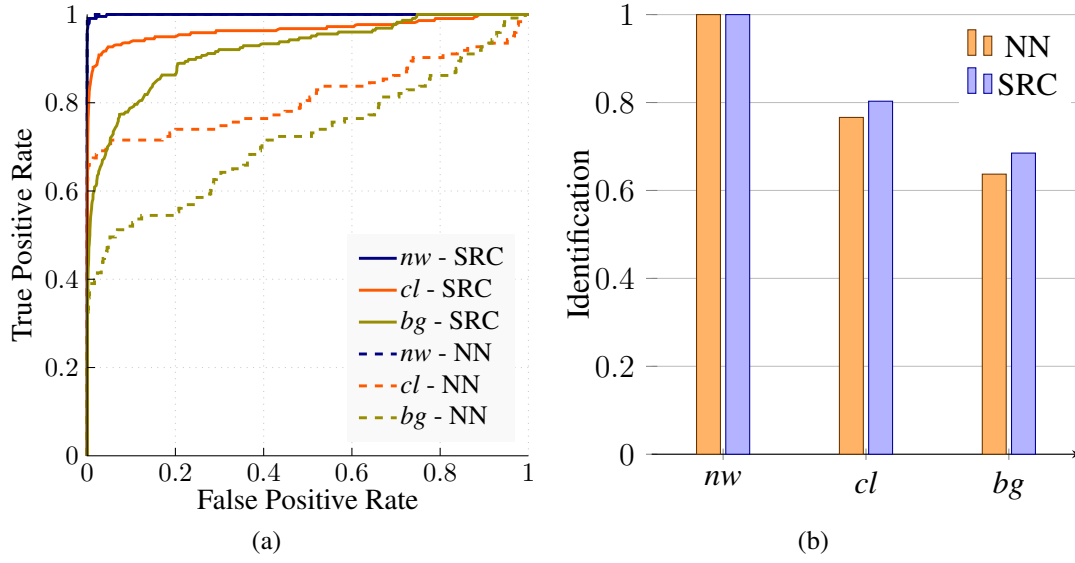 1
0.8
0.6
0.4
0.2
0
0
0.2
0.4
0.6
0.8
1
True Positive Rate
False Positive Rate
nw - SRC
cl - SRC
bg - SRC
nw - NN
cl - NN
bg - NN
(a)
1
0.8
0.6
0.4
0.2
0
Identification
NN
SRC
nw
cl
bg
(b)